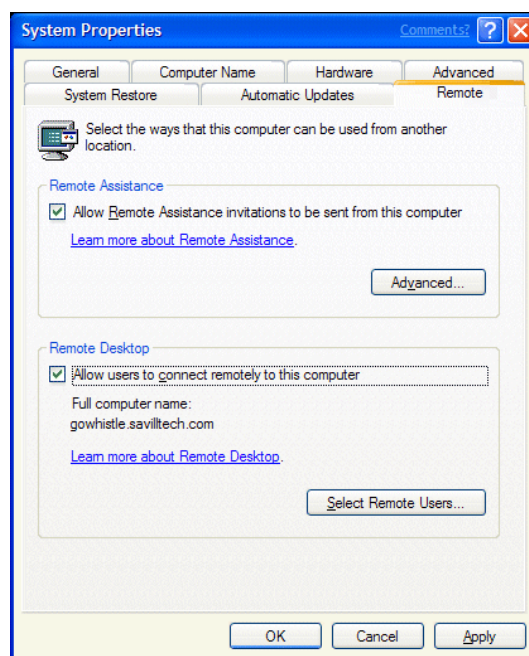 System Properties
Comments?
General
Computer Name
Hardware
Advanced
System Restore
Automatic Updates
Remote
Select the ways that this computer can be used from another
location.
Remote Assistance
Allow Remote Assistance invitations to be sent from this computer
Learn more about Remote Assistance.
Advanced...
Remote Desktop
Allow users to connect remotely to this computer
Full computer name:
gowhistle.savilltech.com
Learn more about Remote Desktop.
Select Remote Users...
OK
Cancel
Apply